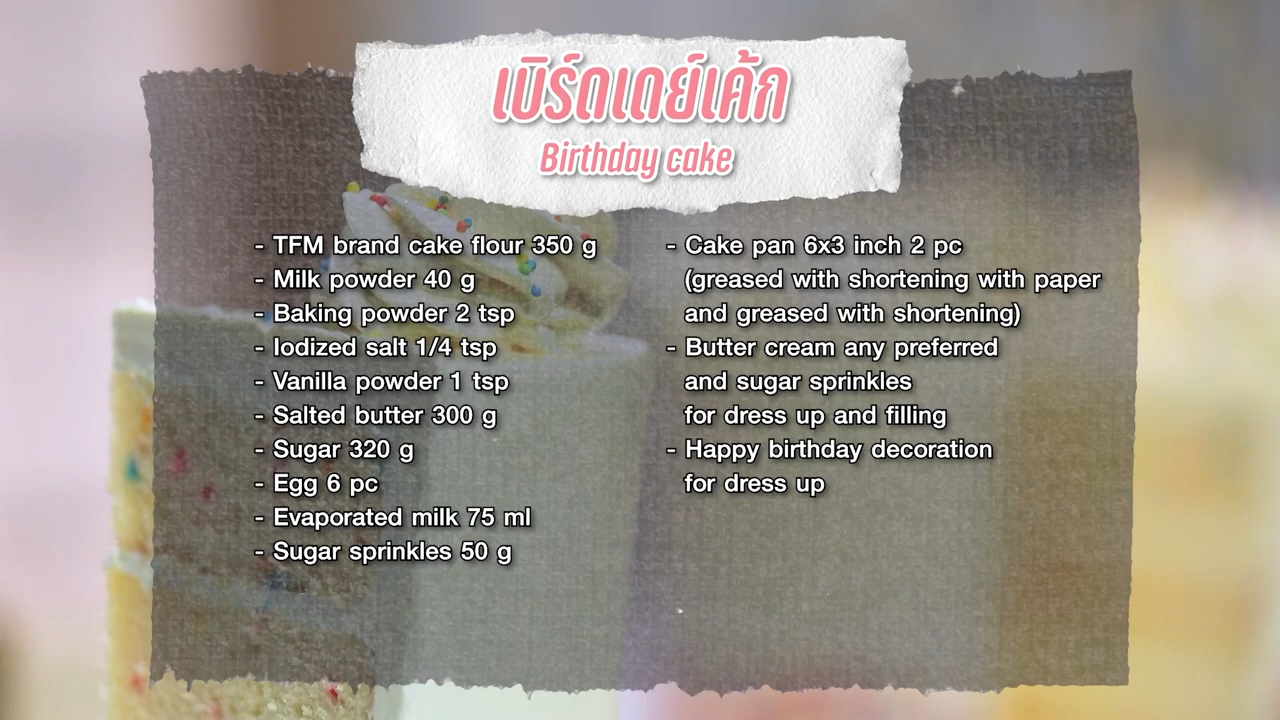 เบิร์ดเดย์เค้ก
Birthday cake
- TFM brand cake flour 350 g
- Milk powder 40 g
- Baking powder 2 tsp
- Iodized salt 1/4 tsp
- Vanilla powder 1 tsp
- Salted butter 300 g
- Sugar 320 g
- Egg 6 pc
- Evaporated milk 75 ml
- Sugar sprinkles 50 g
- Cake pan 6x3 inch 2 pc
(greased with shortening with paper
and greased with shortening)
- Butter cream any preferred
and sugar sprinkles
for dress up and filling
- Happy birthday decoration
for dress up